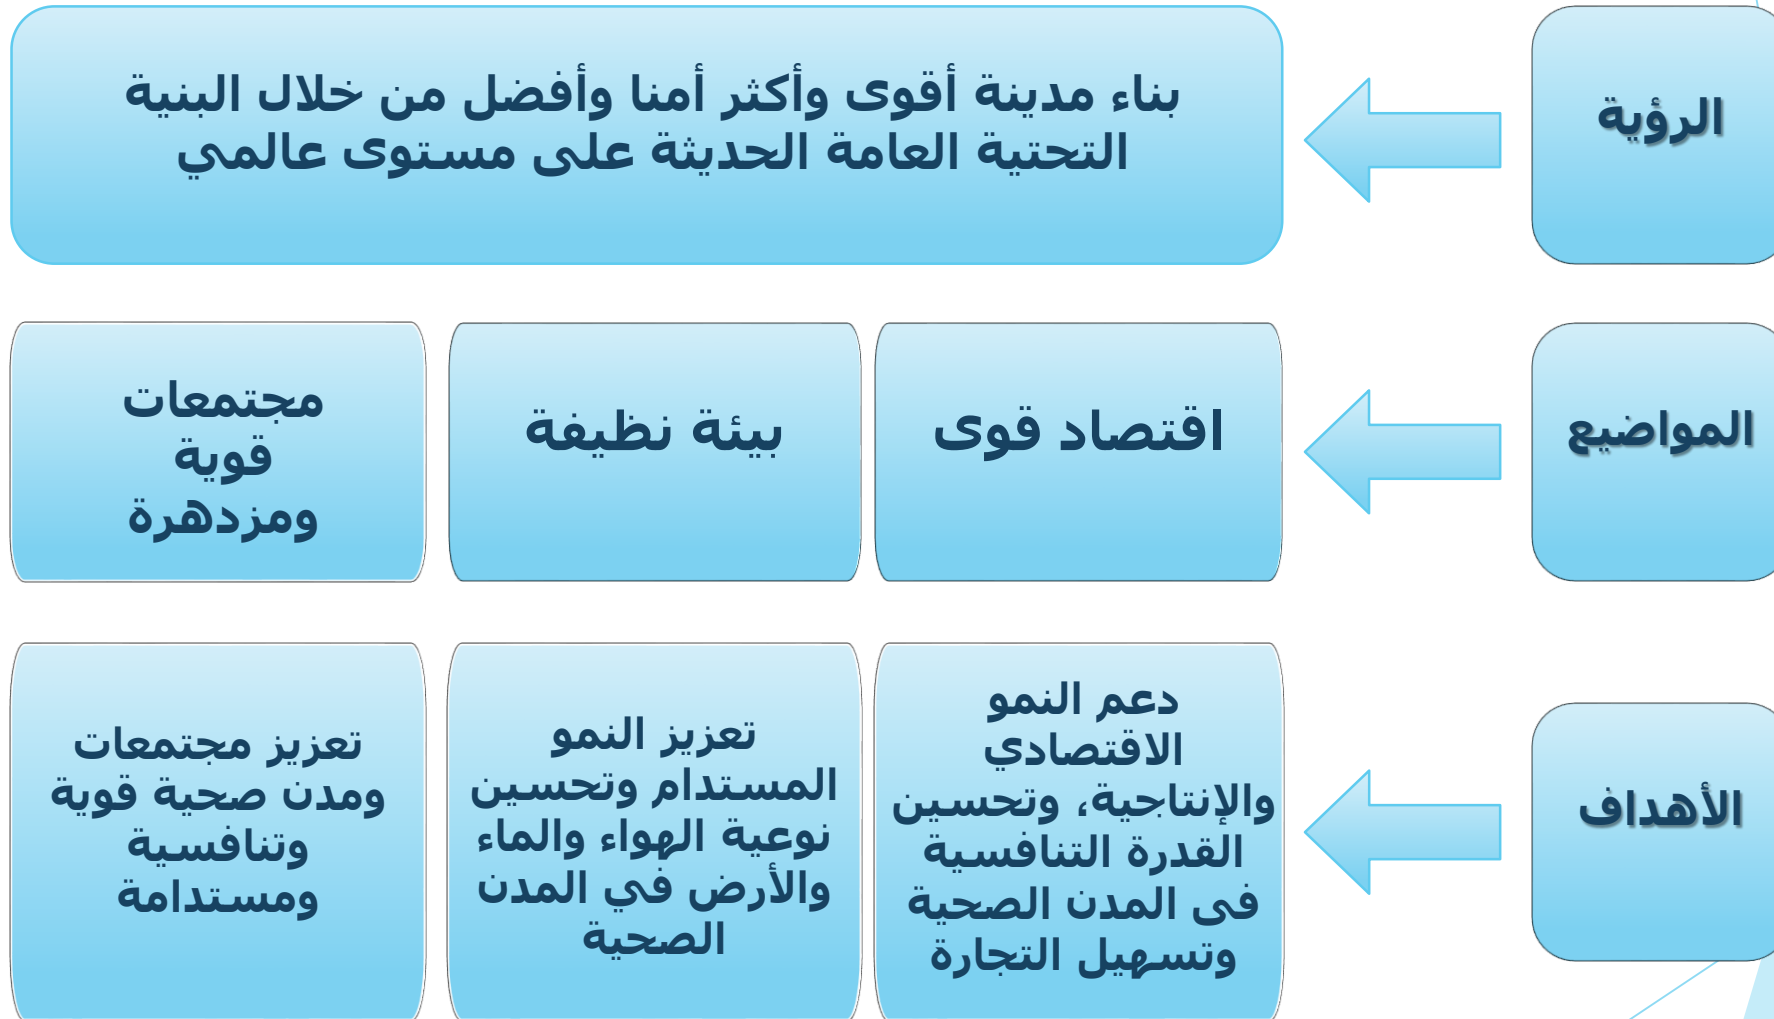 الرؤية
بناء مدينة أقوى وأكثر أمنا وأفضل من خلال البنية
التحتية العامة الحديثة على مستوى عالمي
المواضيع
اقتصاد قوى
بيئة نظيفة
مجتمعات
قوية
ومزدهرة
الأهداف
دعم النمو
الاقتصادي
والإنتاجية، وتحسين
القدرة التنافسية
فى المدن الصحية
وتسهيل التجارة
تعزيز النمو
المستدام وتحسين
نوعية الهواء والماء
والأرض في المدن
الصحية
تعزيز مجتمعات
ومدن صحية قوية
وتنافسية
ومستدامة